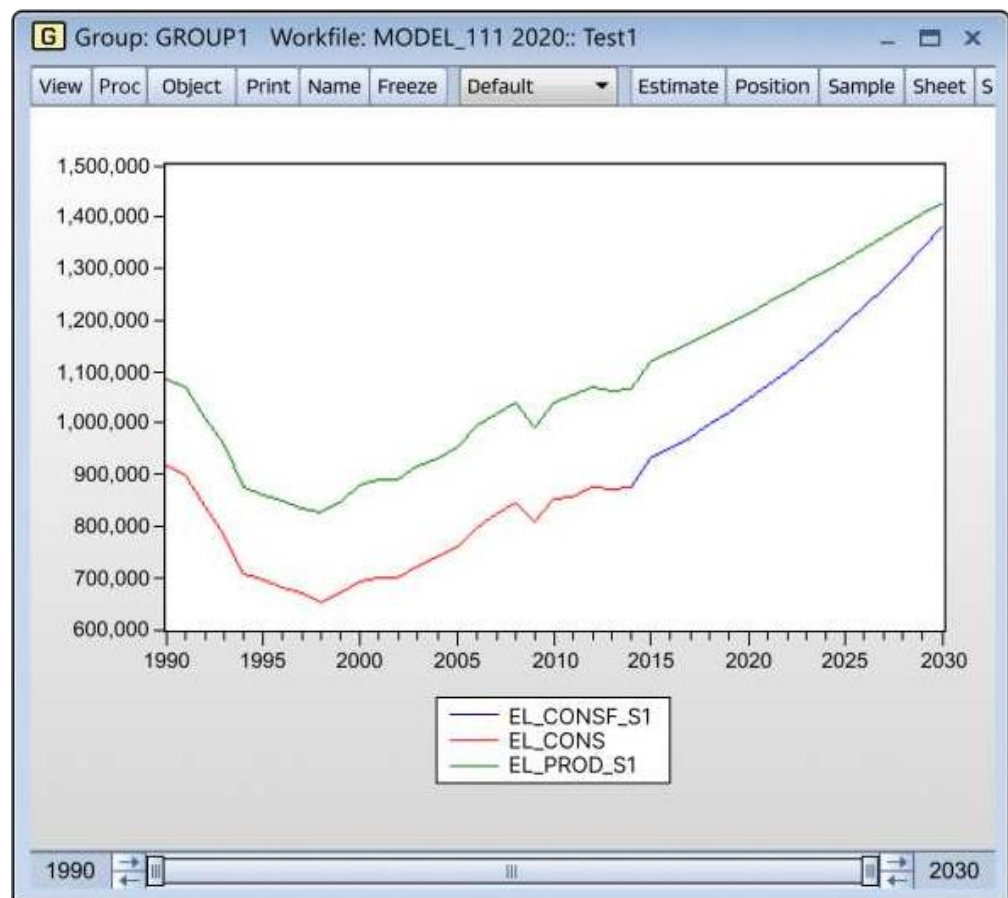 G Group: GROUP1 Workfile: MODEL_111 2020:: Test1
View Proc Object Print Name Freeze Default Estimate Position Sample Sheet S
1,500,000
1,400,000
1,300,000
1,200,000
1,100,000
1,000,000
900,000
800,000
700,000
600,000
1990 1995 2000 2005 2010 2015 2020 2025 2030
EL_CONSF_S1
EL_CONS
EL_PROD_S1
1990 2030